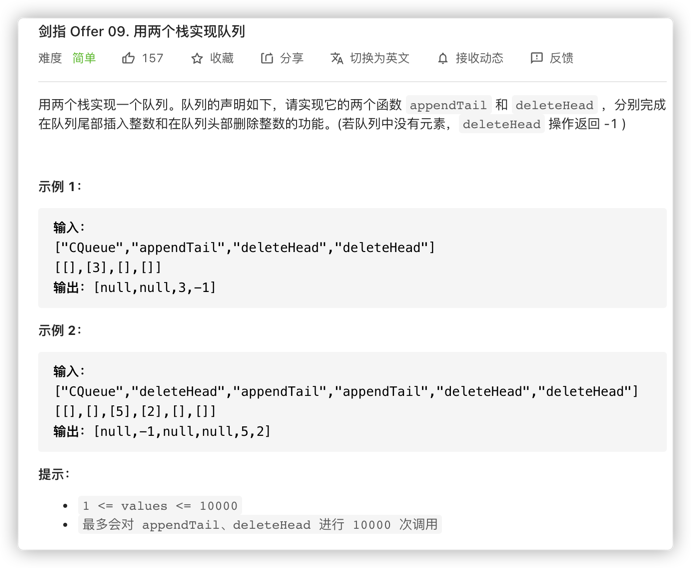 剑指 Offer 09. 用两个栈实现队列
难度 简单 157 收藏 分享 切换为英文 接收动态 反馈
用两个栈实现一个队列。队列的声明如下，请实现它的两个函数 appendTail 和 deleteHead ，分别完成
在队列尾部插入整数和在队列头部删除整数的功能。(若队列中没有元素，deleteHead 操作返回 -1 )
示例 1：
输入：
["CQueue","appendTail","deleteHead","deleteHead"]
[[],[3],[],[]]
输出：[null,null,3,-1]
示例 2：
输入：
["CQueue","deleteHead","appendTail","appendTail","deleteHead","deleteHead"]
[[],[],[5],[2],[],[]]
输出：[null,-1,null,null,5,2]
提示：
• 1 <= values <= 10000
• 最多会对 appendTail、deleteHead 进行 10000 次调用